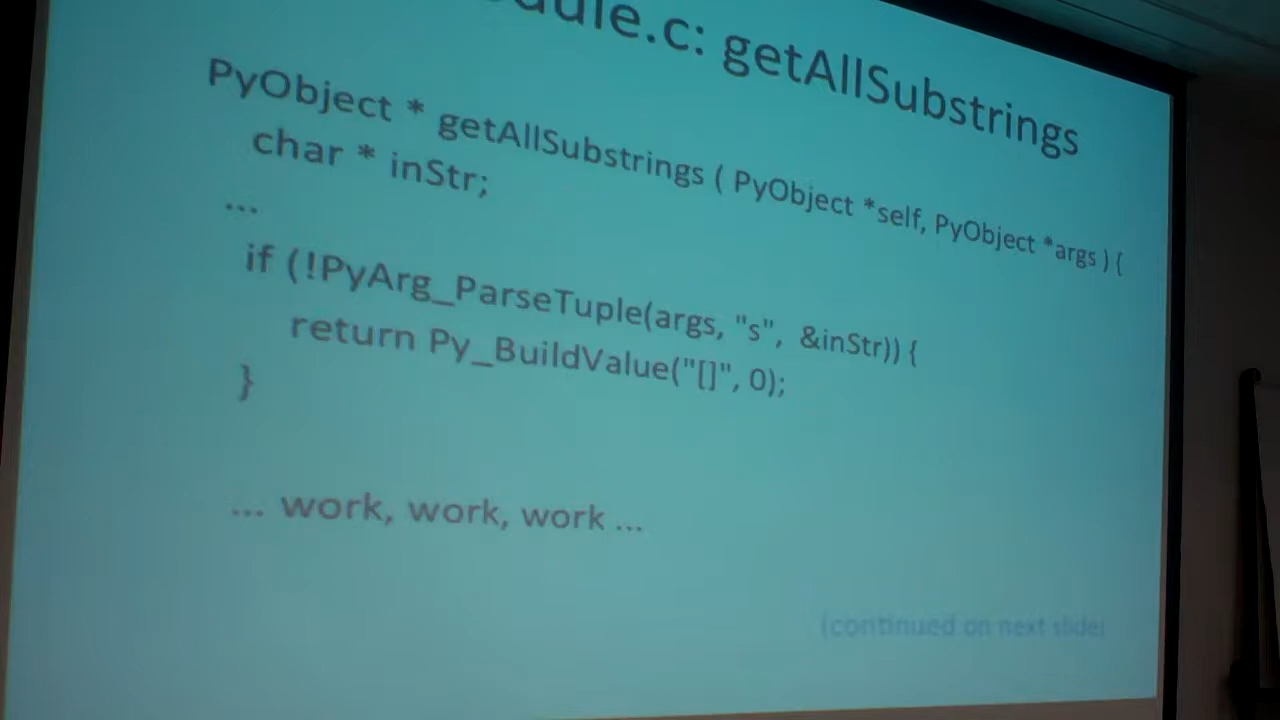 dule.c: getAllSubstrings
PyObject * getAllSubstrings ( PyObject *self, PyObject *args ) {
char * inStr;
...
if (!PyArg_ParseTuple(args, "s", &inStr)) {
return Py_BuildValue("[]", 0);
}
... work, work, work ...
(continued on next slide)